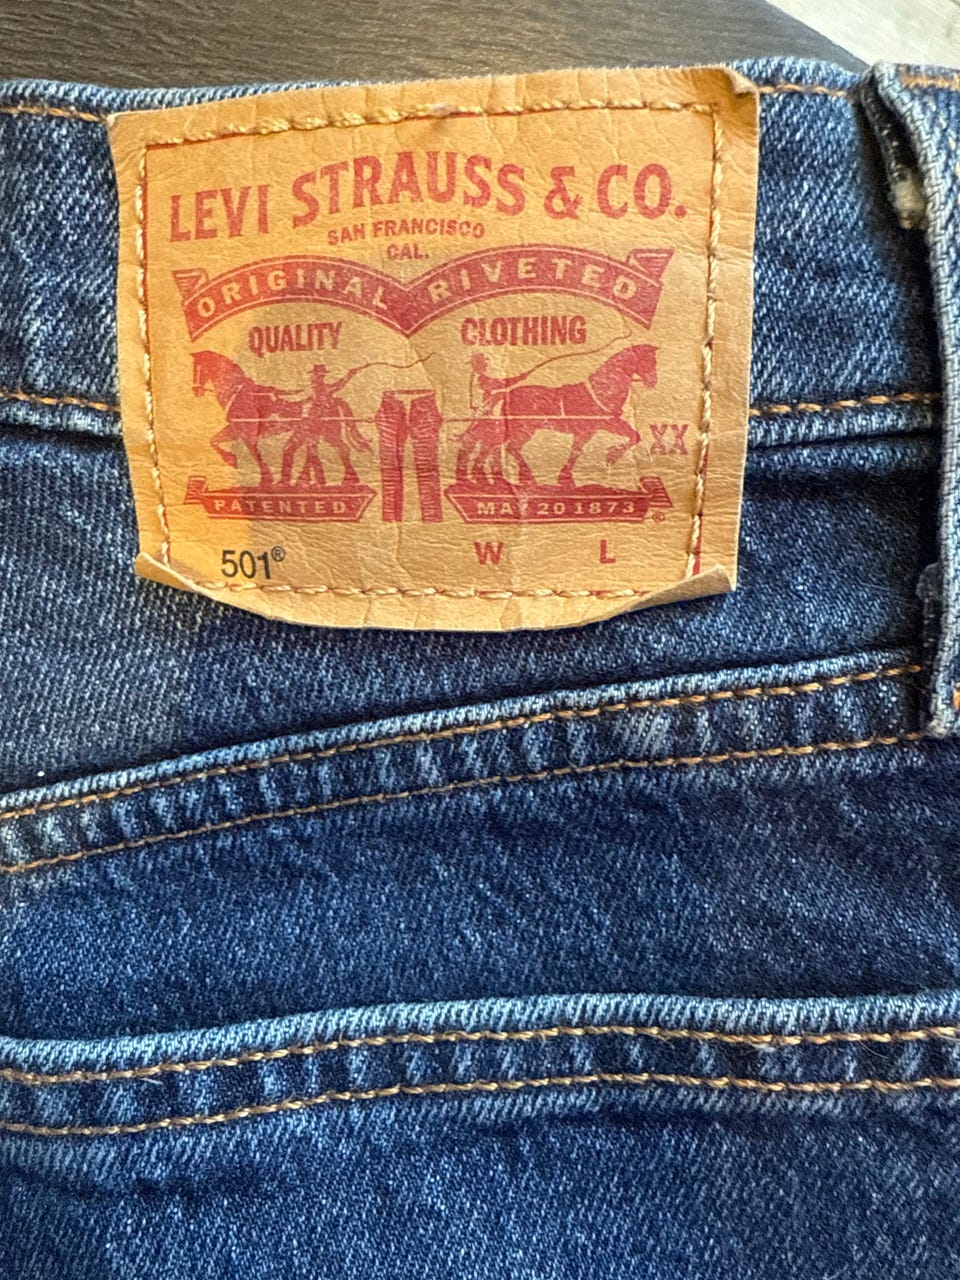 LEVI STRAUSS & CO.
SAN FRANCISCO
CAL.
ORIGINAL RIVETED
QUALITY CLOTHING
XX
PATENTED MAY 20 1873 ®
501® W L